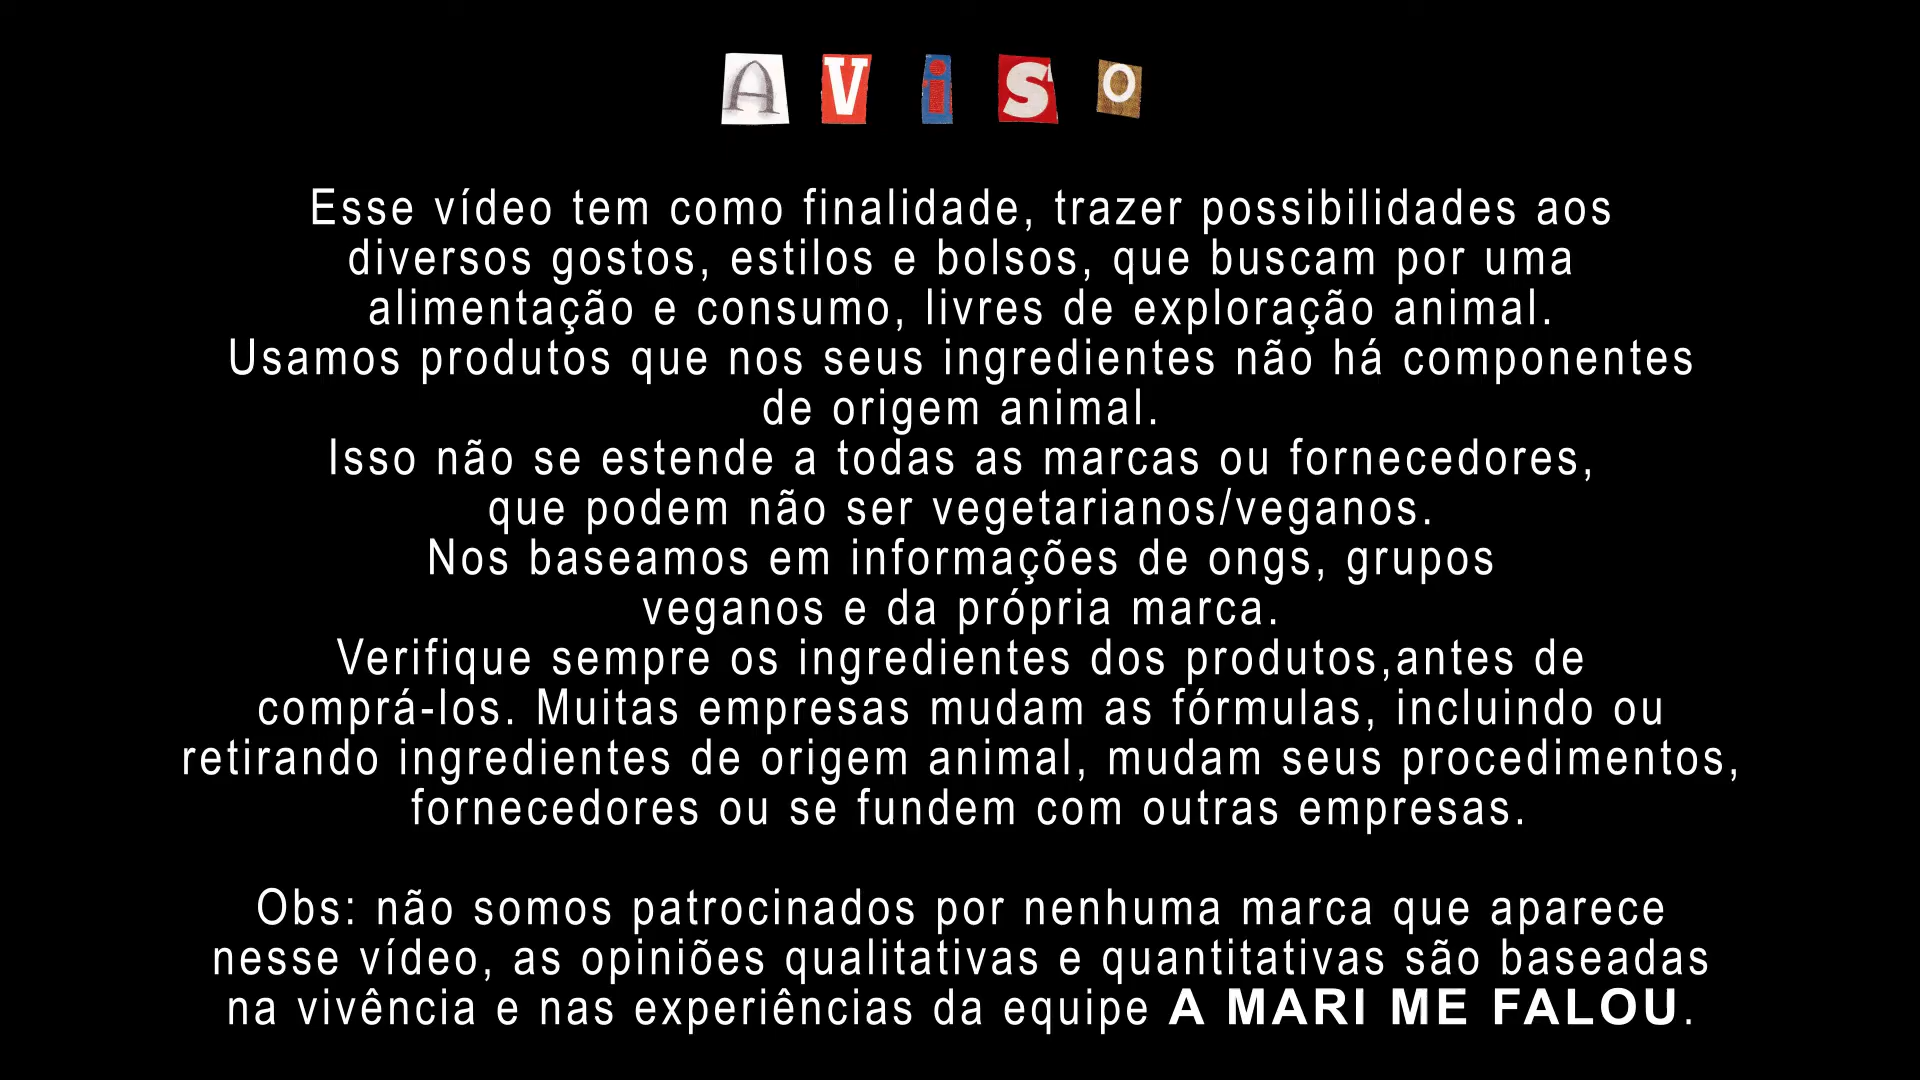 AViSO
Esse vídeo tem como finalidade, trazer possibilidades aos
diversos gostos, estilos e bolsos, que buscam por uma
alimentação e consumo, livres de exploração animal.
Usamos produtos que nos seus ingredientes não há componentes
de origem animal.
Isso não se estende a todas as marcas ou fornecedores,
que podem não ser vegetarianos/veganos.
Nos baseamos em informações de ongs, grupos
veganos e da própria marca.
Verifique sempre os ingredientes dos produtos,antes de
comprá-los. Muitas empresas mudam as fórmulas, incluindo ou
retirando ingredientes de origem animal, mudam seus procedimentos,
fornecedores ou se fundem com outras empresas.
Obs: não somos patrocinados por nenhuma marca que aparece
nesse vídeo, as opiniões qualitativas e quantitativas são baseadas
na vivência e nas experiências da equipe A MARI ME FALOU.